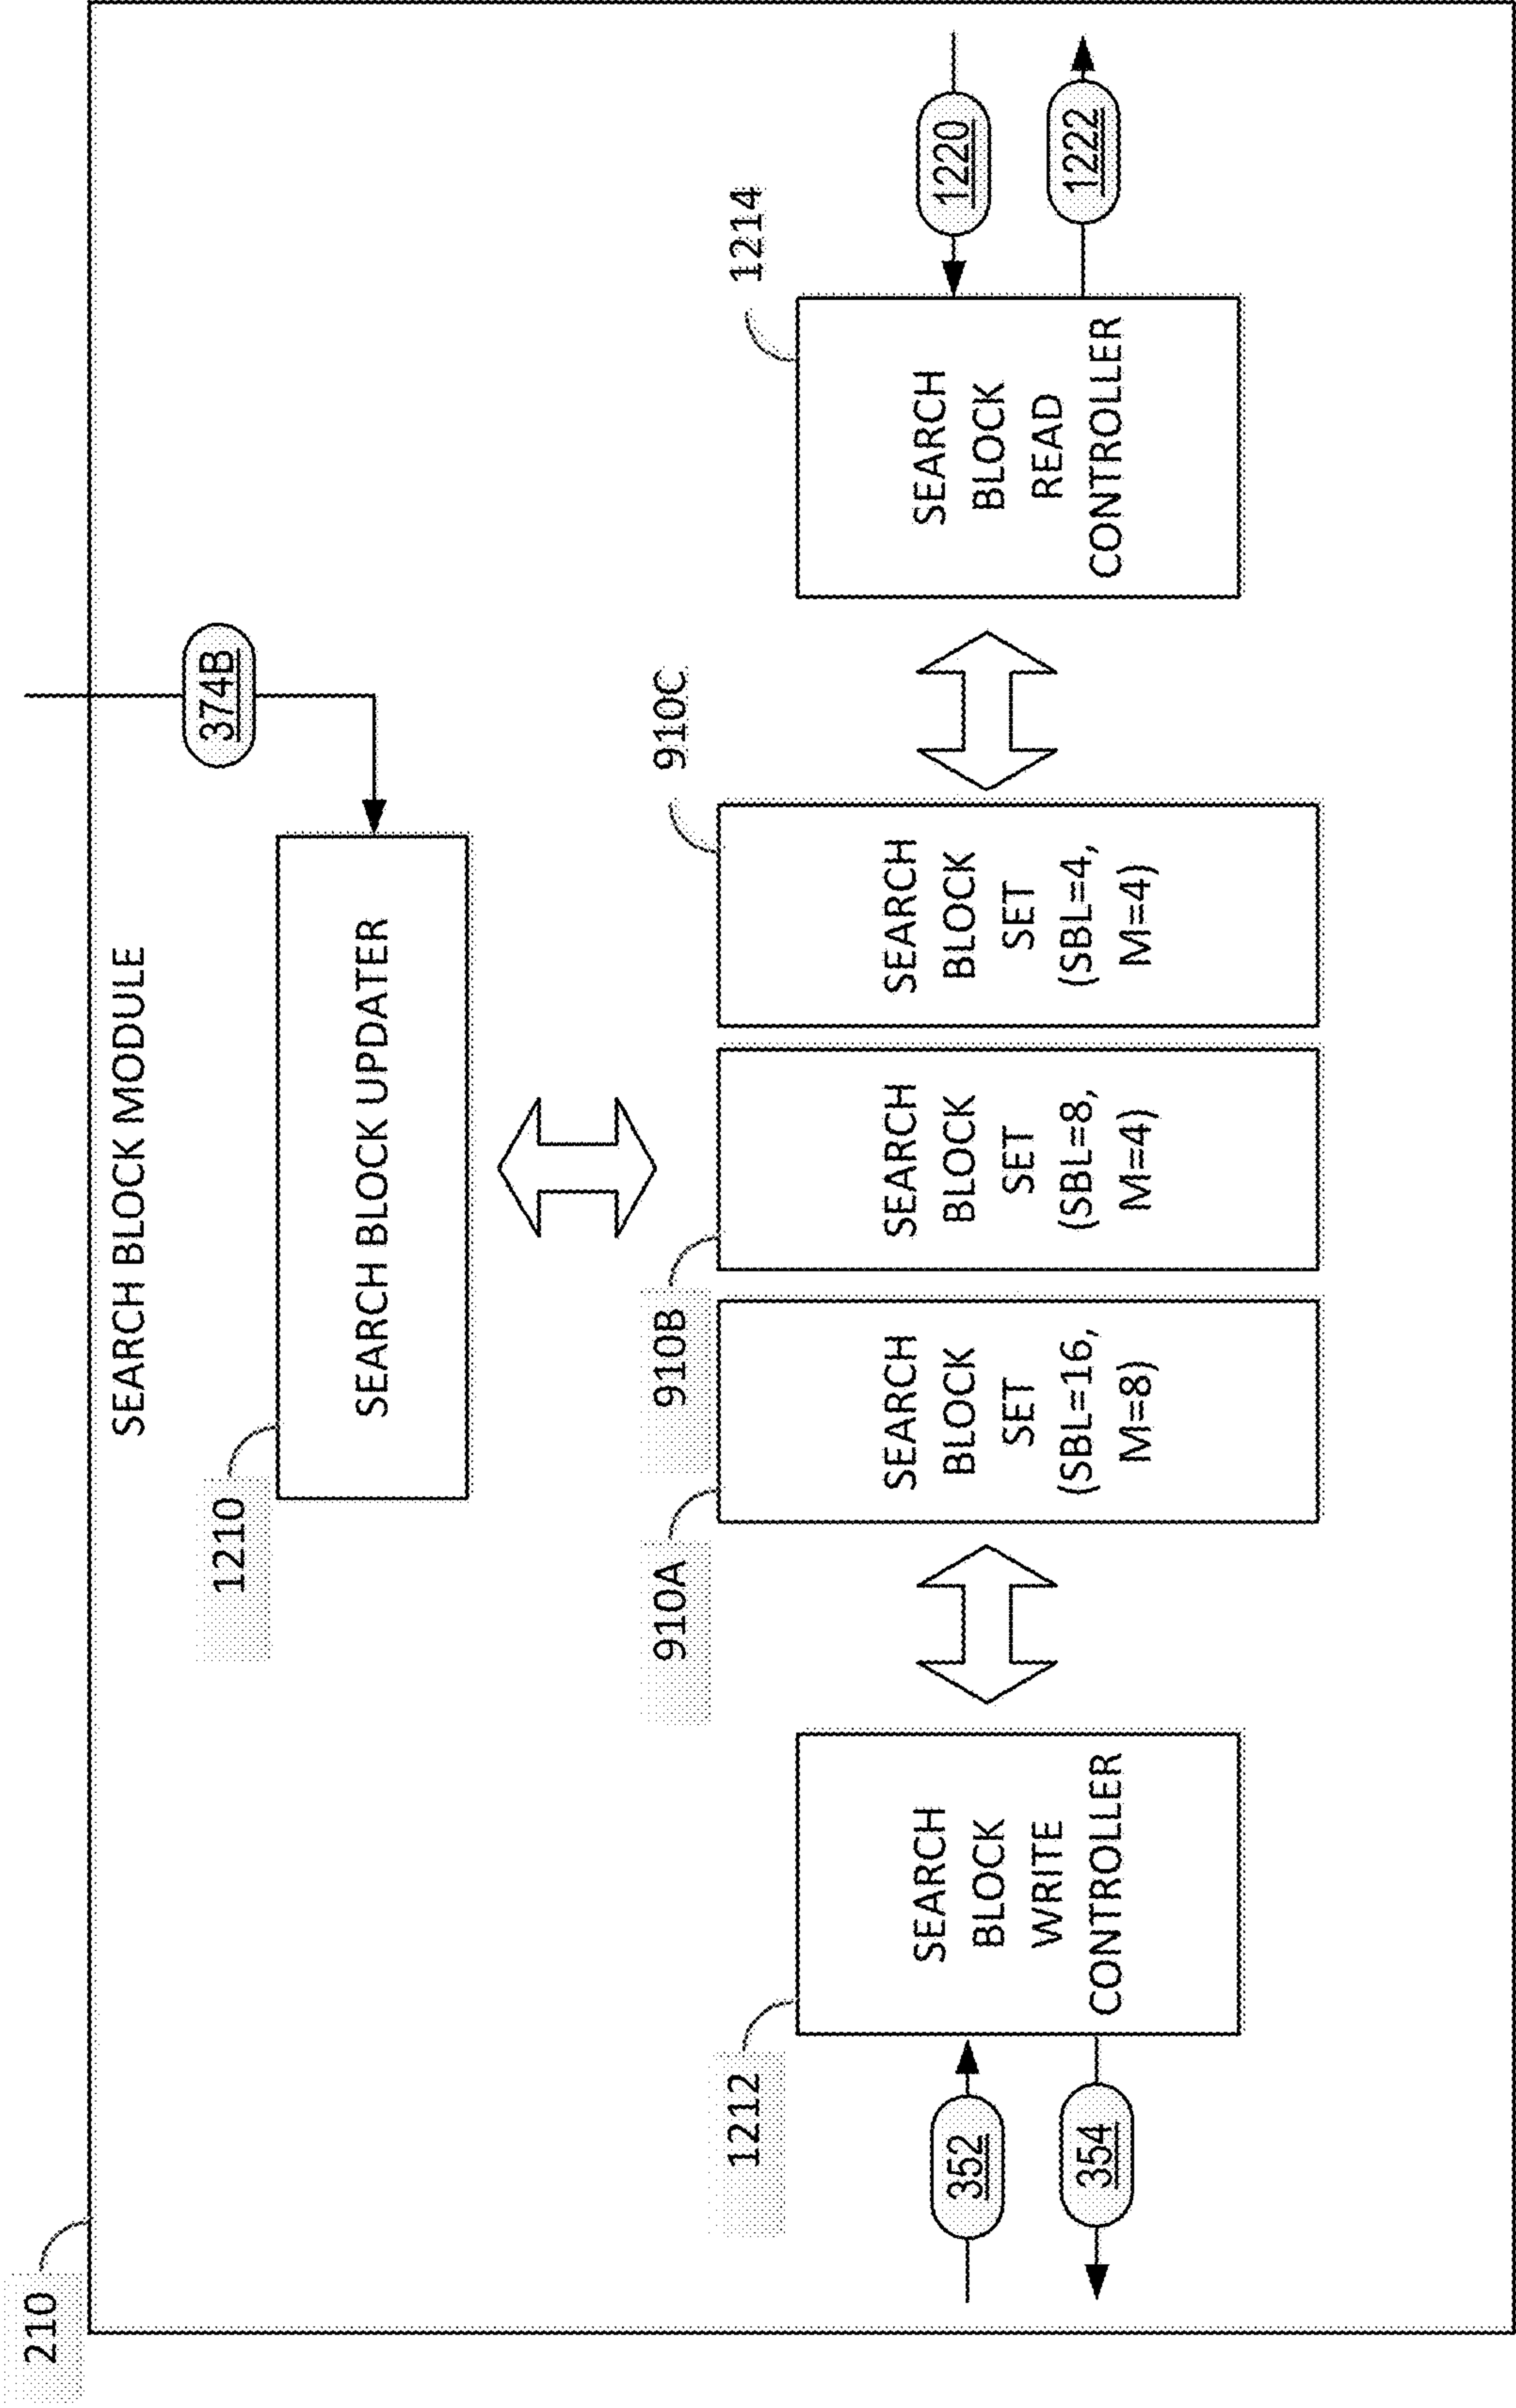 210
SEARCH BLOCK MODULE
374B
1210
SEARCH BLOCK UPDATER
910A
910B
910C
1212
1214
SEARCH
BLOCK
WRITE
CONTROLLER
SEARCH
BLOCK
SET
(SBL=16,
M=8)
SEARCH
BLOCK
SET
(SBL=8,
M=4)
SEARCH
BLOCK
SET
(SBL=4,
M=4)
SEARCH
BLOCK
READ
CONTROLLER
352
354
1220
1222